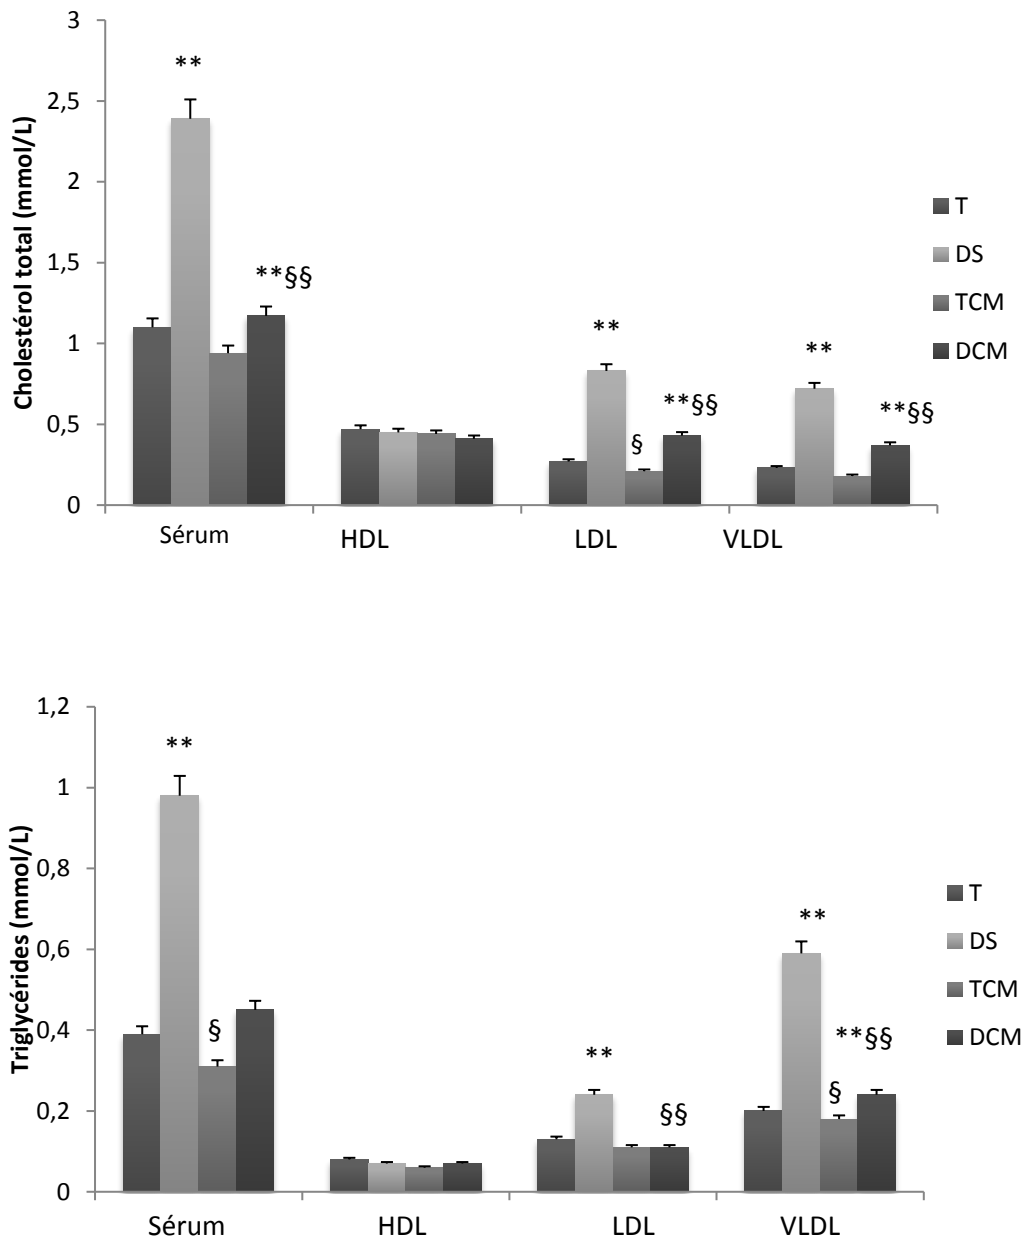 Cholestérol total (mmol/L)
3
2,5
2
1,5
1
0,5
0
**
**§§
**
§
**§§
**
**§§
Sérum HDL LDL VLDL
T
DS
TCM
DCM
Triglycérides (mmol/L)
1,2
1
0,8
0,6
0,4
0,2
0
**
§
**
§§
**
§
**§§
Sérum HDL LDL VLDL
T
DS
TCM
DCM